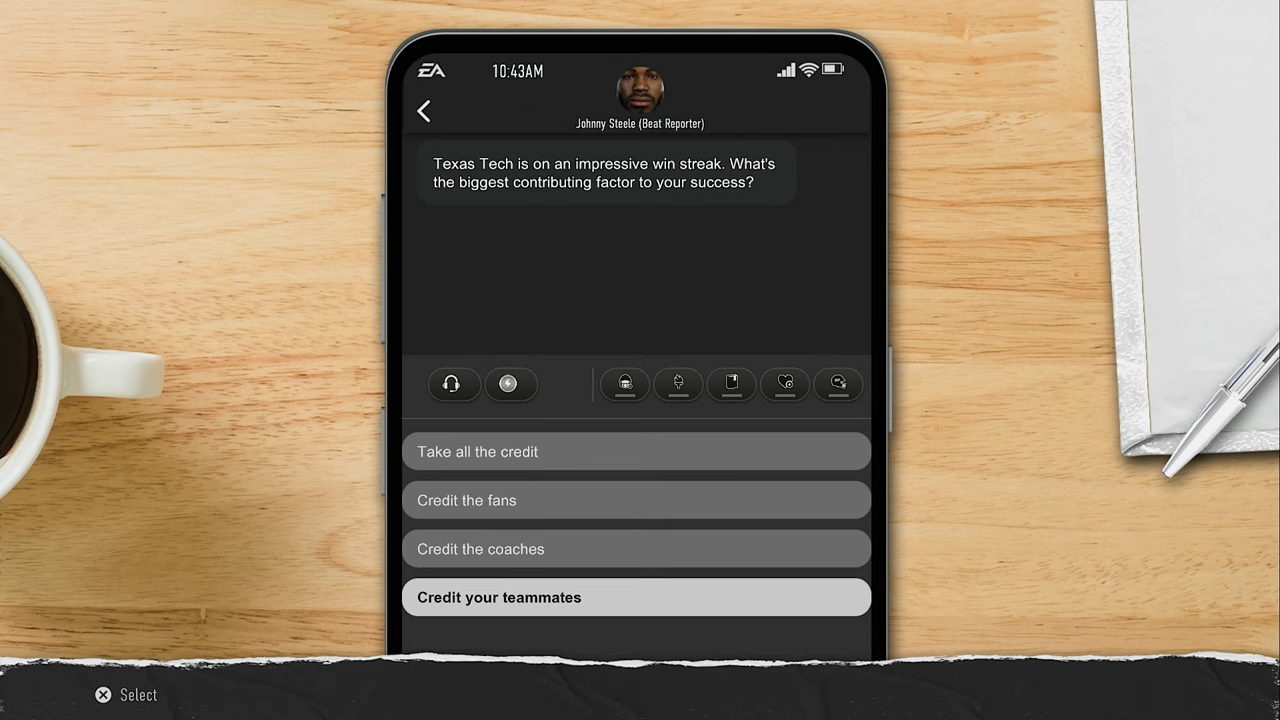 EA
10:43AM
Johnny Steele (Beat Reporter)
Texas Tech is on an impressive win streak. What's
the biggest contributing factor to your success?
Take all the credit
Credit the fans
Credit the coaches
Credit your teammates
Select